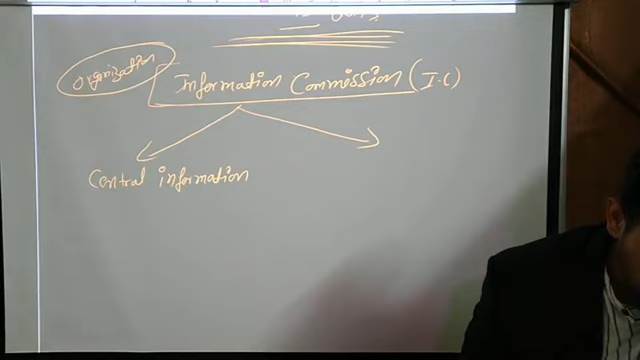 Organization
Information Commission (I.C)
Central information